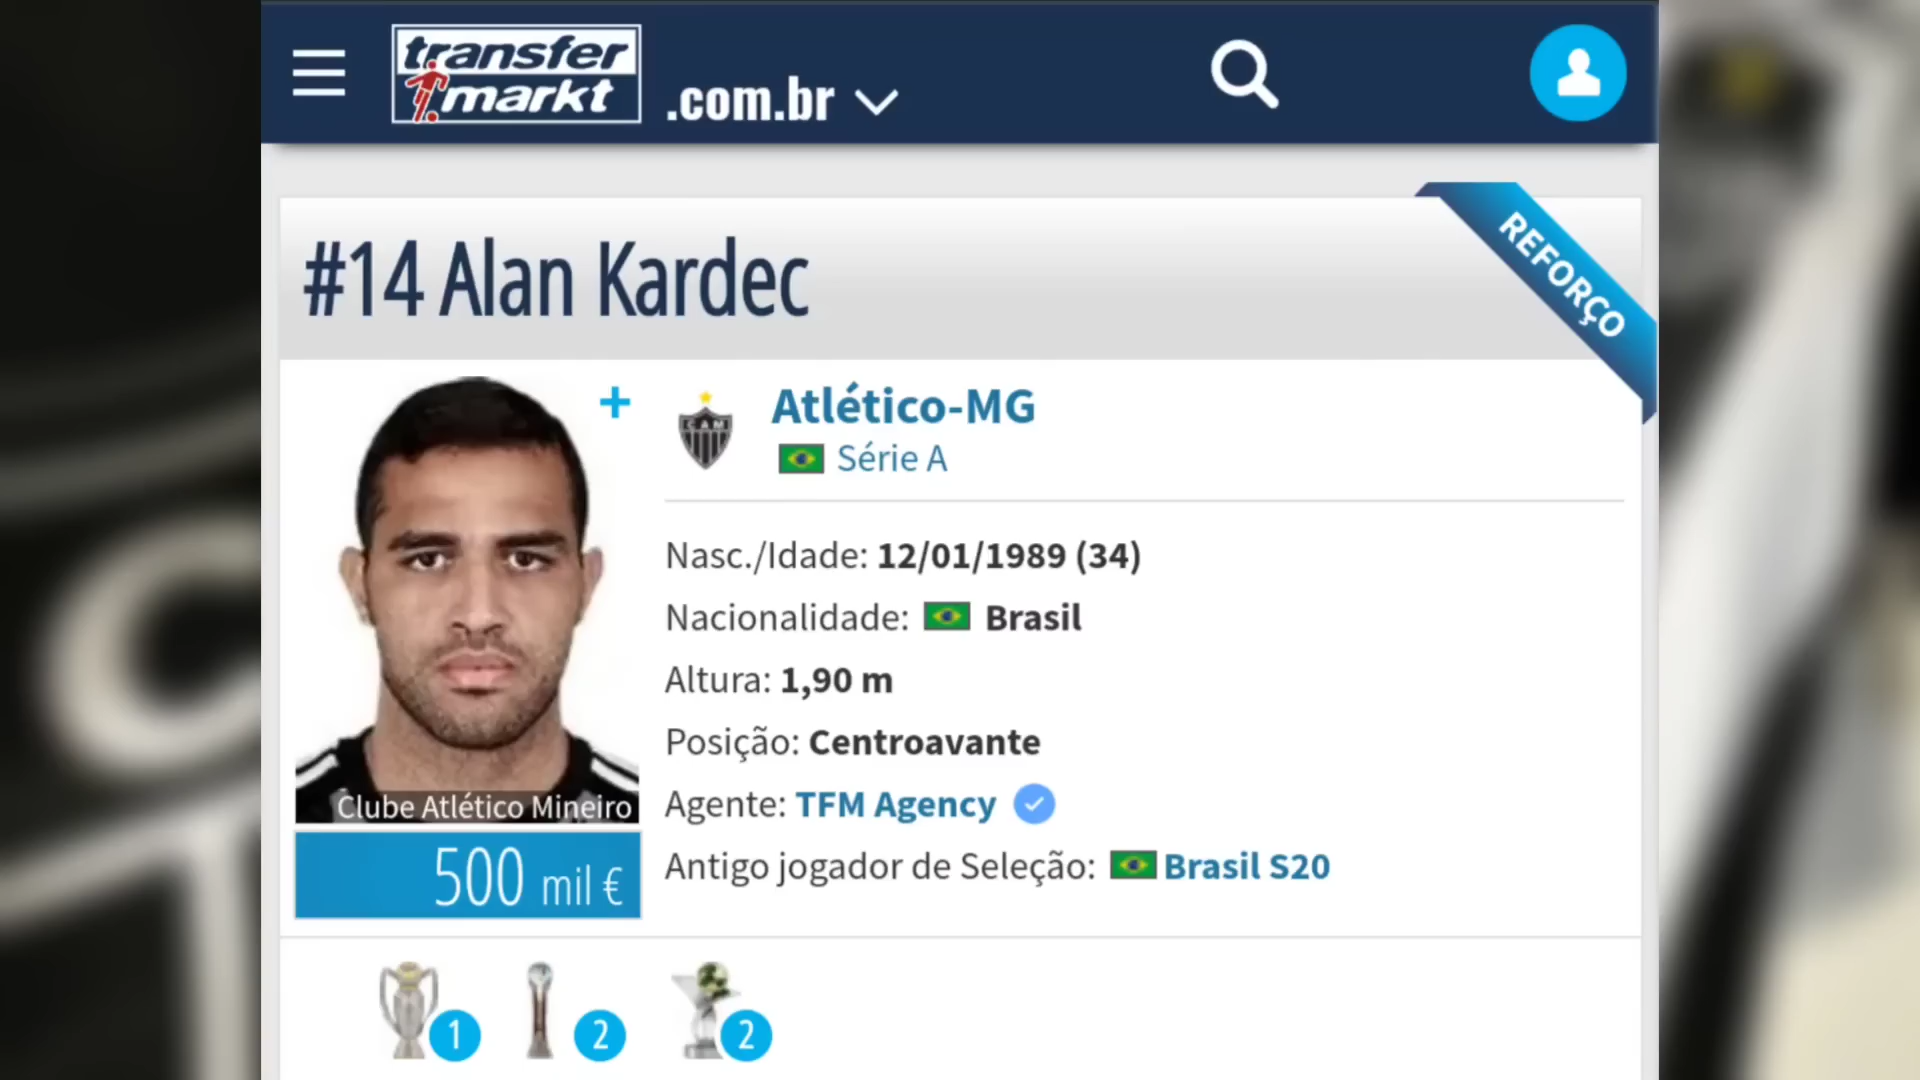 transfer
markt
.com.br
REFORÇO
#14 Alan Kardec
CAM
Atlético-MG
Série A
Nasc./Idade: 12/01/1989 (34)
Nacionalidade: Brasil
Altura: 1,90 m
Posição: Centroavante
Agente: TFM Agency
Antigo jogador de Seleção: Brasil S20
Clube Atlético Mineiro
500 mil €
1
2
2